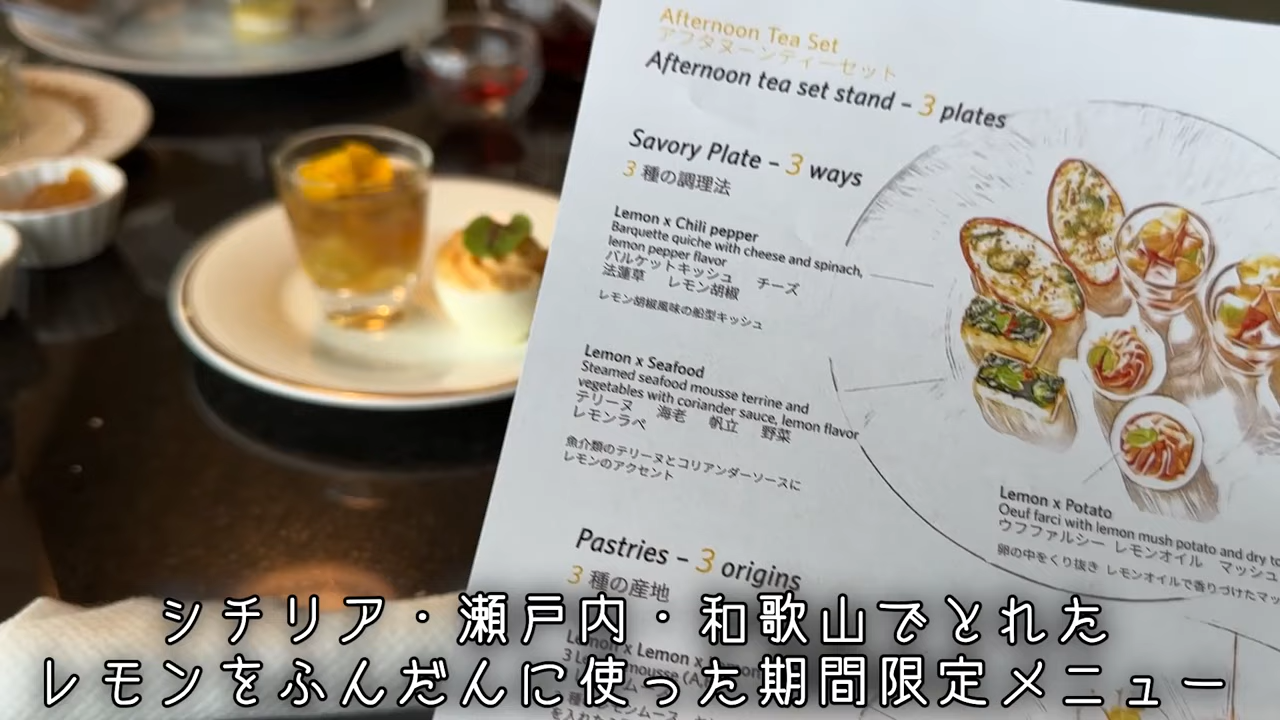 Afternoon Tea Set
アフタヌーンティーセット
Afternoon tea set stand – 3 plates
Savory Plate – 3 ways
3 種の調理法
Lemon x Chili pepper
Barquette quiche with cheese and spinach,
lemon pepper flavor
バルケットキッシュ チーズ
法蓮草 レモン胡椒
レモン胡椒風味の船型キッシュ
Lemon x Seafood
Steamed seafood mousse terrine and
vegetables with coriander sauce, lemon flavor
テリーヌ 海老 帆立 野菜
レモンラペ
魚介類のテリーヌとコリアンダーソースに
レモンのアクセント
Lemon x Potato
Oeuf farci with lemon mush potato and dry to
ウフファルシー レモンオイル マッシュ
卵の中をくり抜き レモンオイルで香りづけたマッ
Pastries – 3 origins
3 種の産地
Lemon x Lemon x
シチリア・瀬戸内・和歌山でとれた
レモンをふんだんに使った期間限定メニュー